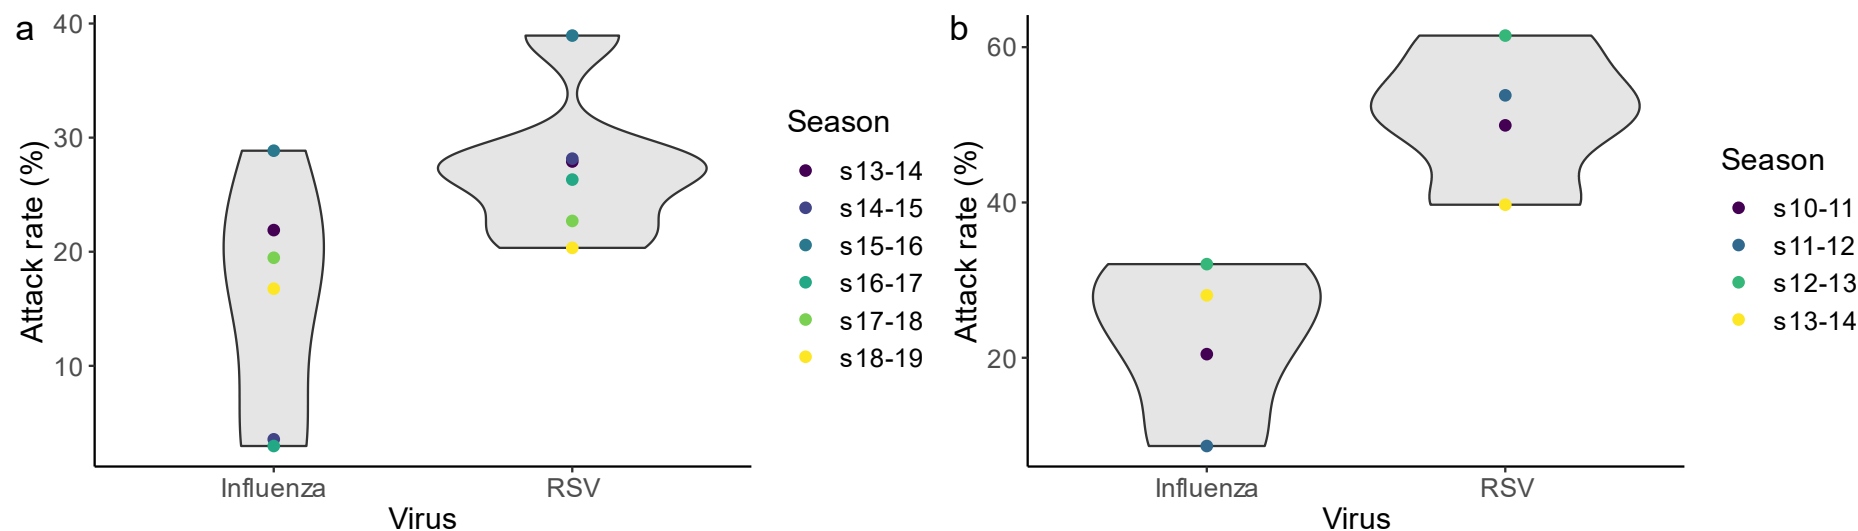 a
Attack rate (%)
40
30
20
10
Influenza
RSV
Virus
Season
s13-14
s14-15
s15-16
s16-17
s17-18
s18-19
b
Attack rate (%)
60
40
20
Influenza
RSV
Virus
Season
s10-11
s11-12
s12-13
s13-14